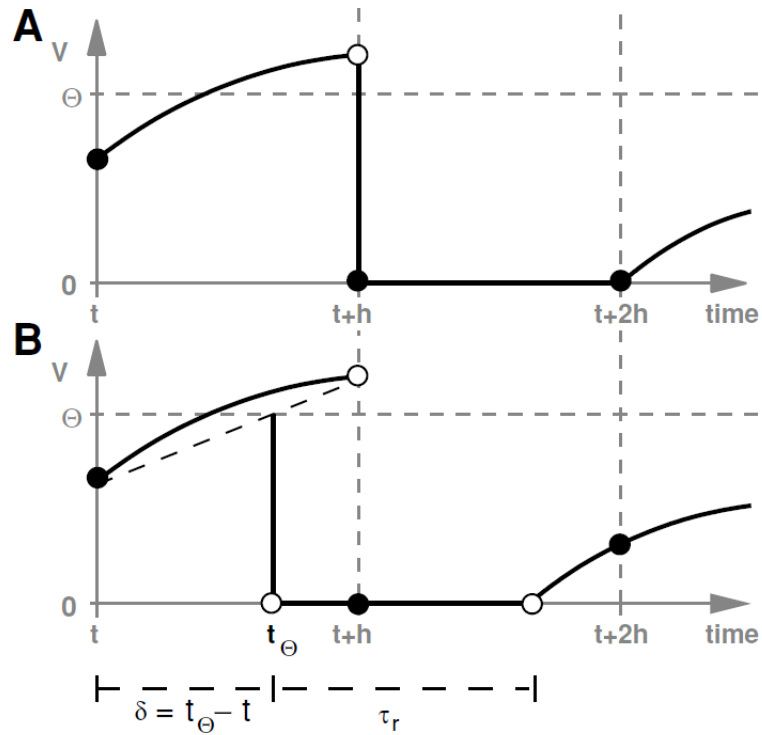 A
V
Θ
0
t t+h t+2h time
B
V
Θ
0
t t_Θ t+h t+2h time
δ = t_Θ – t τ_r